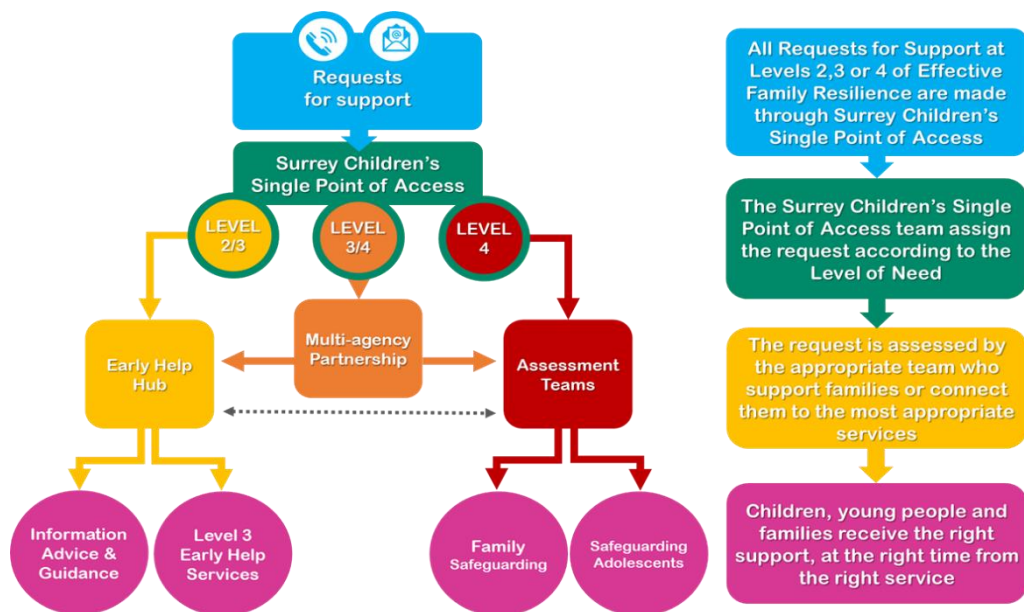 Requests
for support
Surrey Children's
Single Point of Access
LEVEL
2/3
LEVEL
3/4
LEVEL
4
Early Help
Hub
Multi-agency
Partnership
Assessment
Teams
Information
Advice &
Guidance
Level 3
Early Help
Services
Family
Safeguarding
Safeguarding
Adolescents
All Requests for Support at
Levels 2,3 or 4 of Effective
Family Resilience are made
through Surrey Children's
Single Point of Access
The Surrey Children's Single
Point of Access team assign
the request according to the
Level of Need
The request is assessed by
the appropriate team who
support families or connect
them to the most appropriate
services
Children, young people and
families receive the right
support, at the right time from
the right service